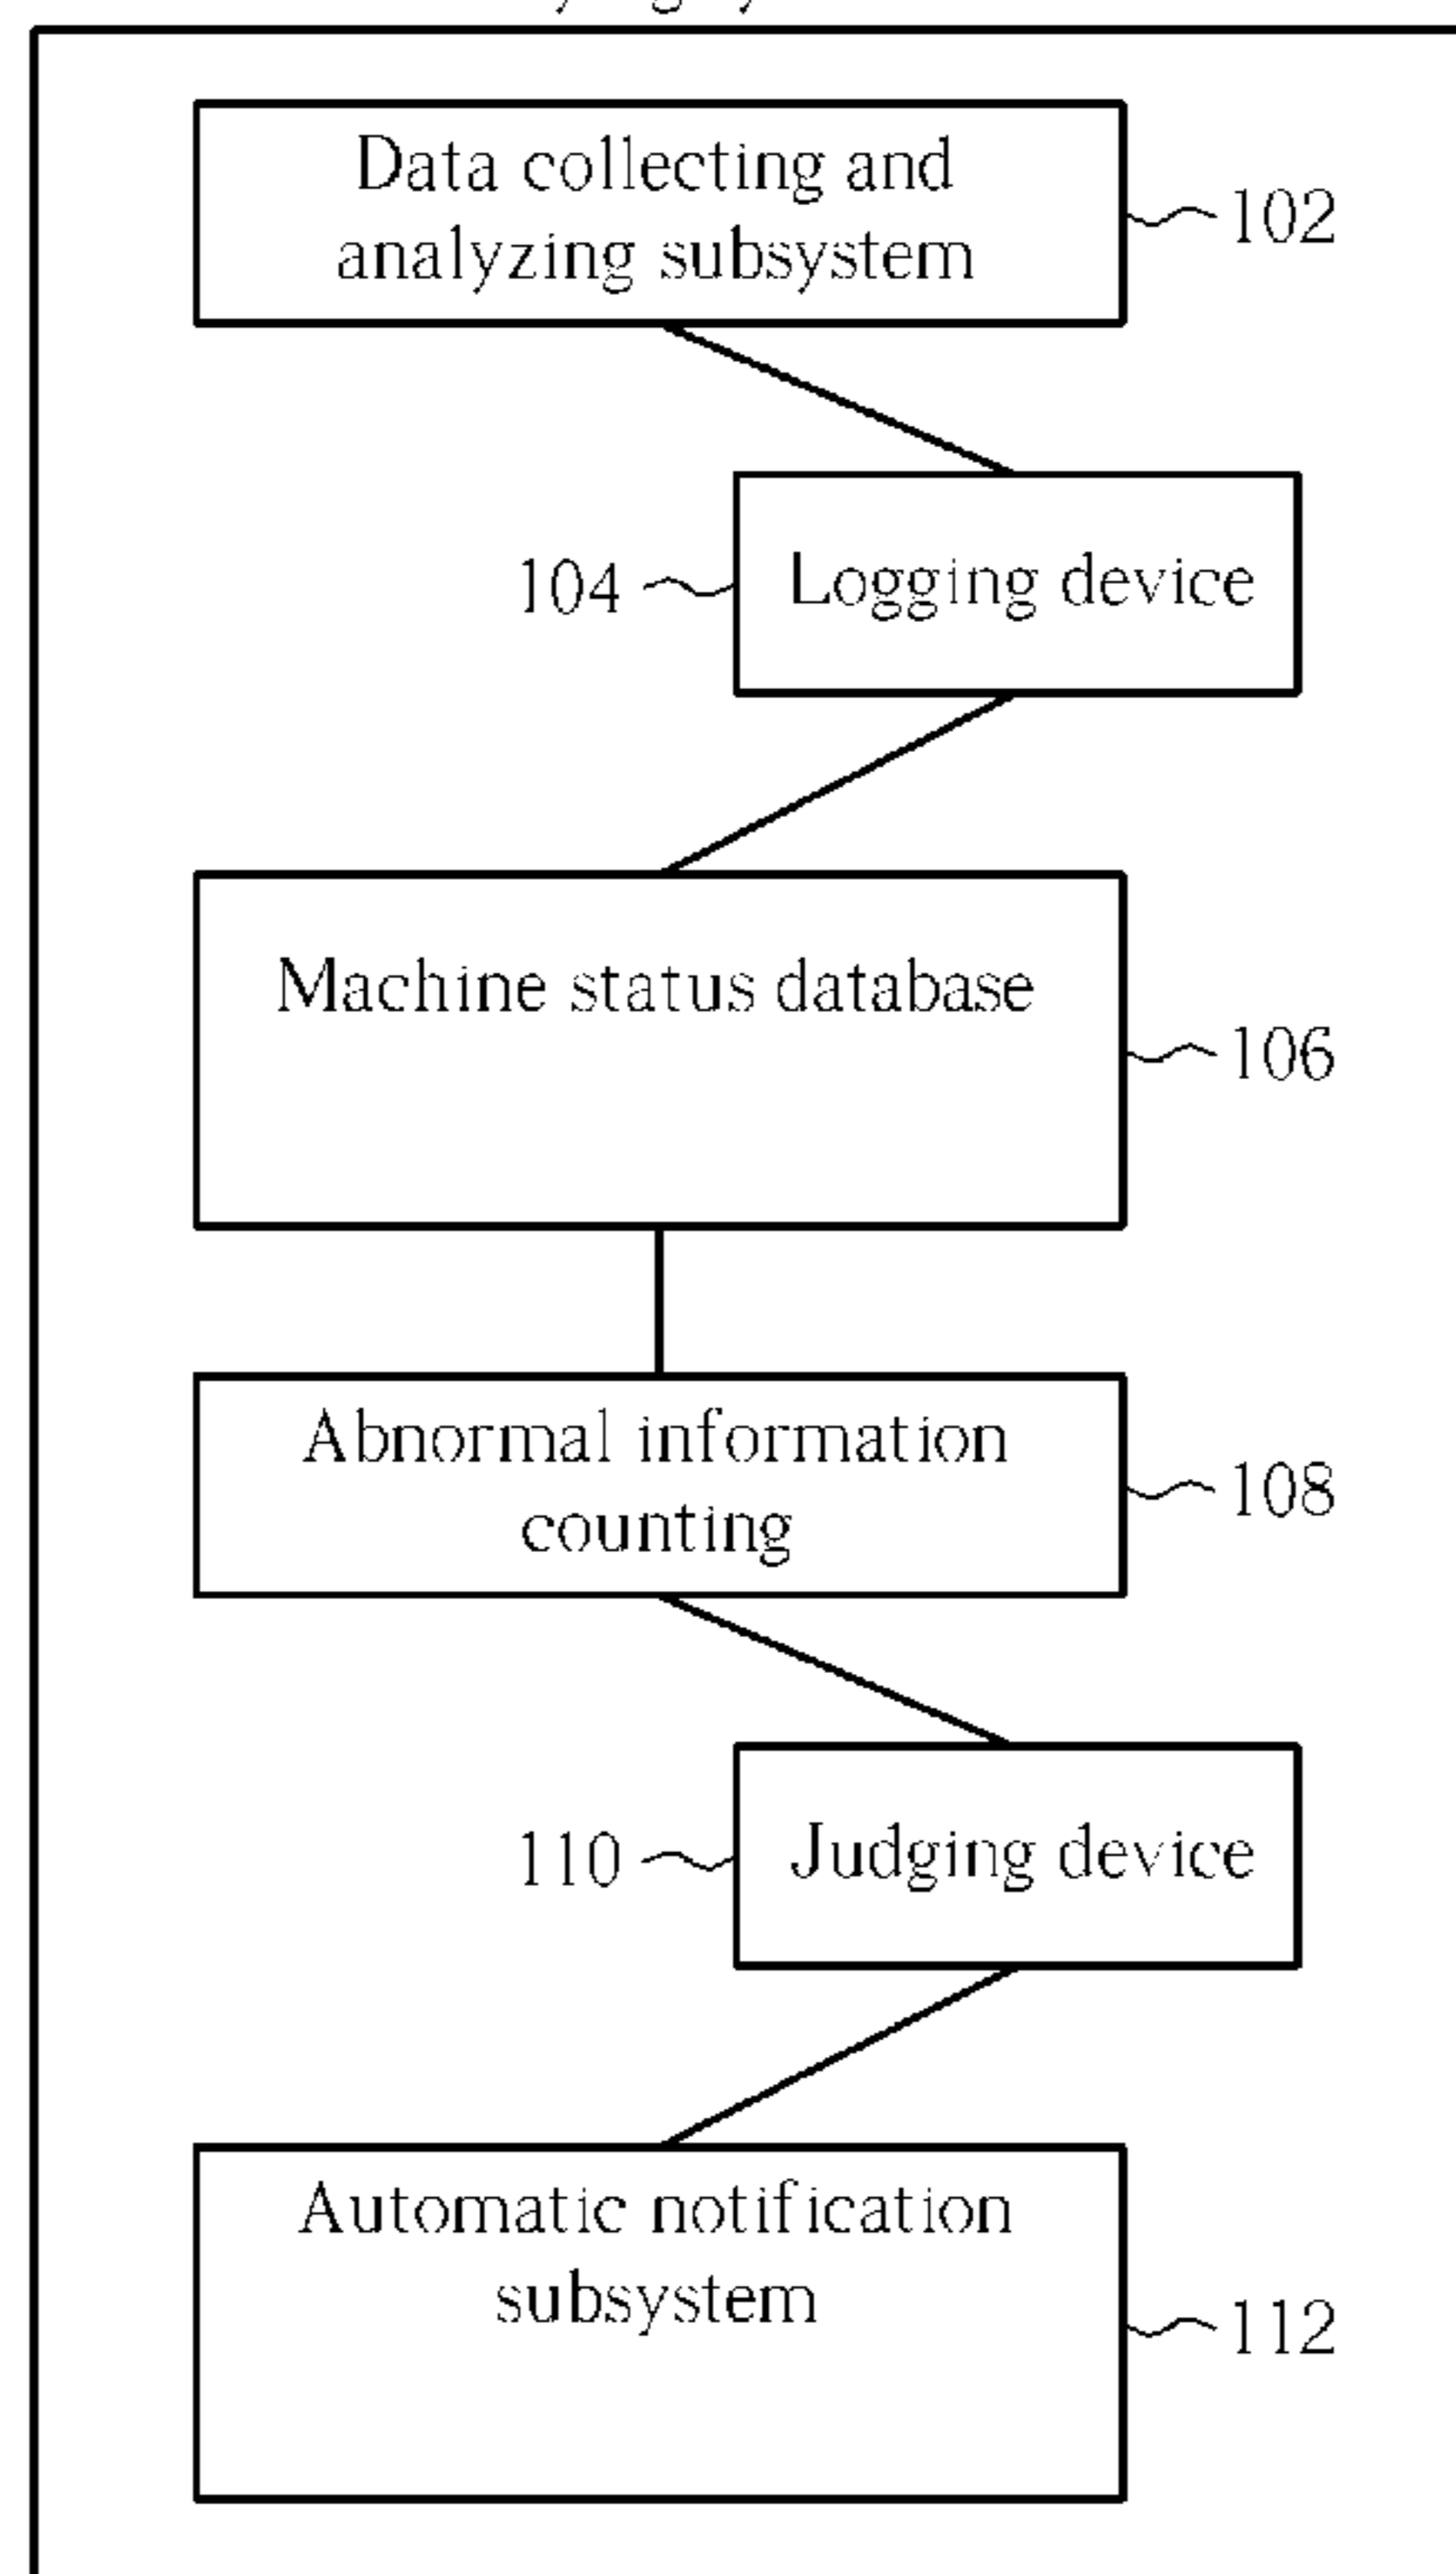 Data collecting and
analyzing subsystem
102
104
Logging device
Machine status database
106
Abnormal information
counting
108
110
Judging device
Automatic notification
subsystem
112